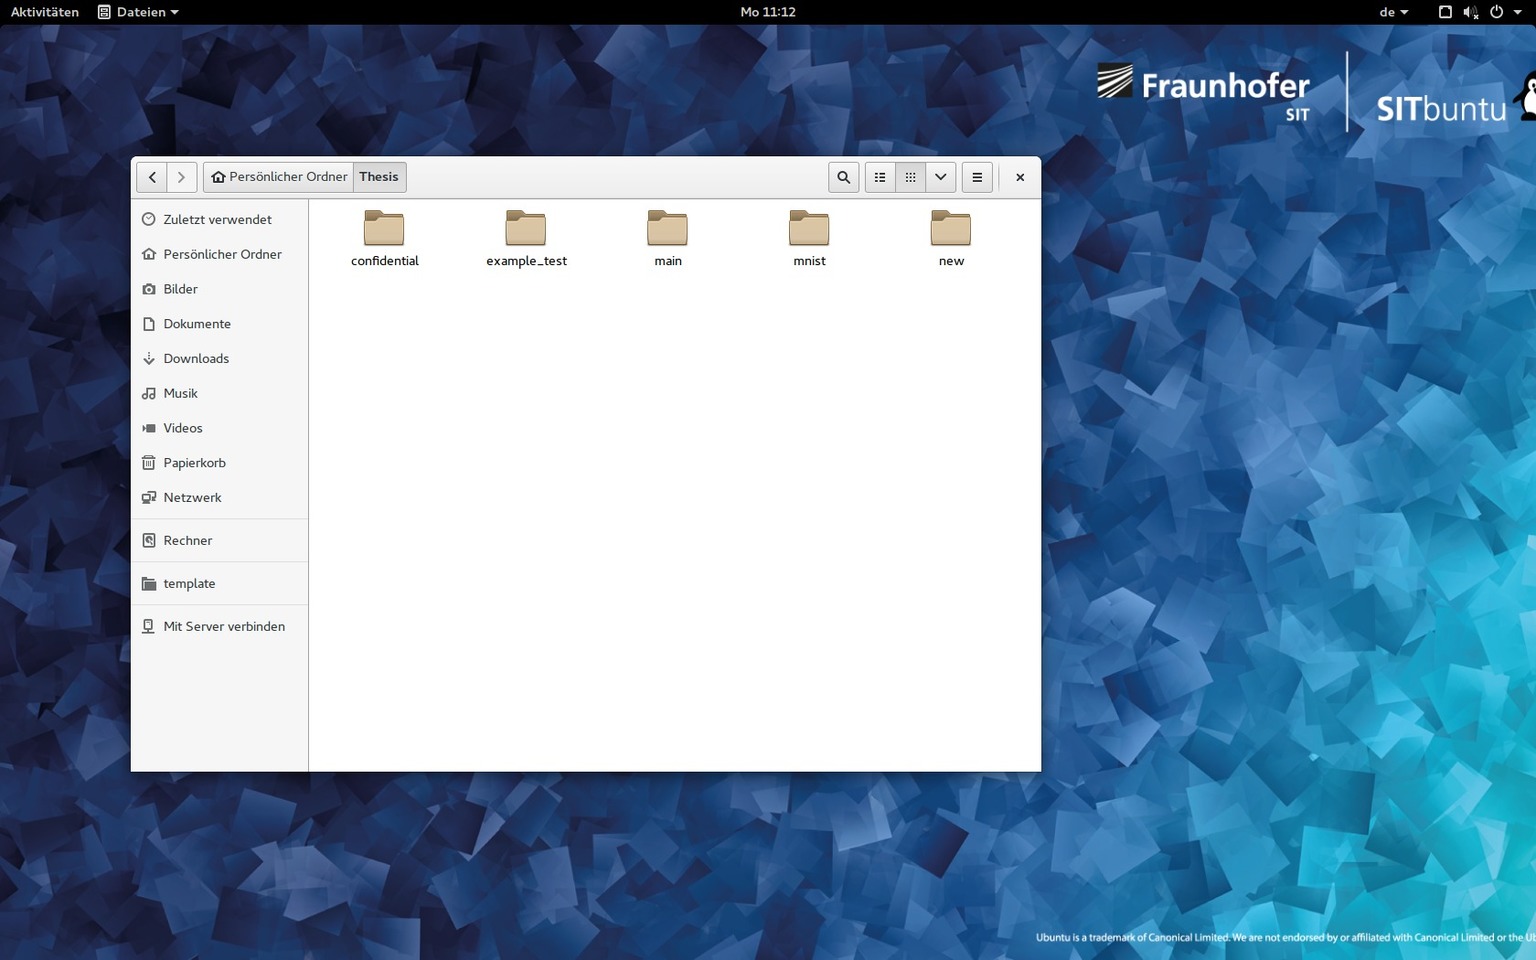 Aktivitäten Dateien Mo 11:12 de
Fraunhofer
SIT
SITbuntu
Persönlicher Ordner Thesis
Zuletzt verwendet
Persönlicher Ordner
Bilder
Dokumente
Downloads
Musik
Videos
Papierkorb
Netzwerk
Rechner
template
Mit Server verbinden
confidential example_test main mnist new
Ubuntu is a trademark of Canonical Limited. We are not endorsed by or affiliated with Canonical Limited or the